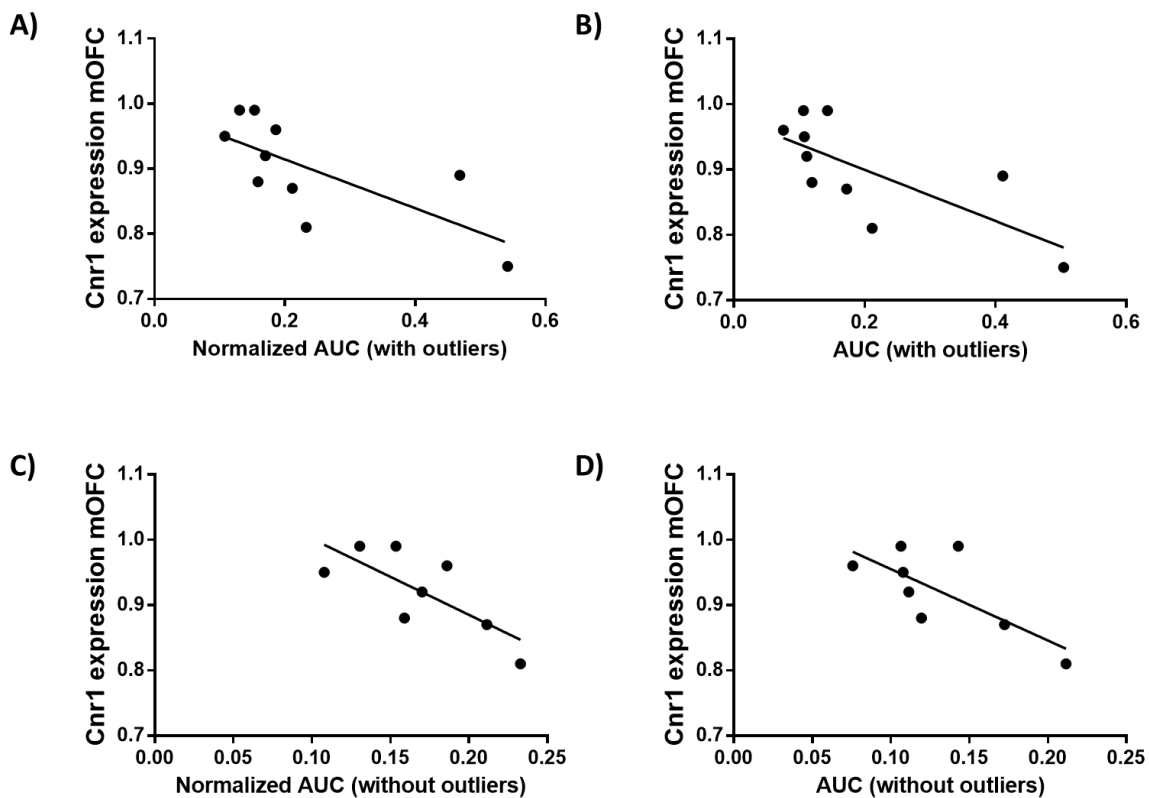 A)
Cnr1 expression mOFC
1.1
1.0
0.9
0.8
0.7
0.0 0.2 0.4 0.6
Normalized AUC (with outliers)
B)
Cnr1 expression mOFC
1.1
1.0
0.9
0.8
0.7
0.0 0.2 0.4 0.6
AUC (with outliers)
C)
Cnr1 expression mOFC
1.1
1.0
0.9
0.8
0.7
0.00 0.05 0.10 0.15 0.20 0.25
Normalized AUC (without outliers)
D)
Cnr1 expression mOFC
1.1
1.0
0.9
0.8
0.7
0.00 0.05 0.10 0.15 0.20 0.25
AUC (without outliers)